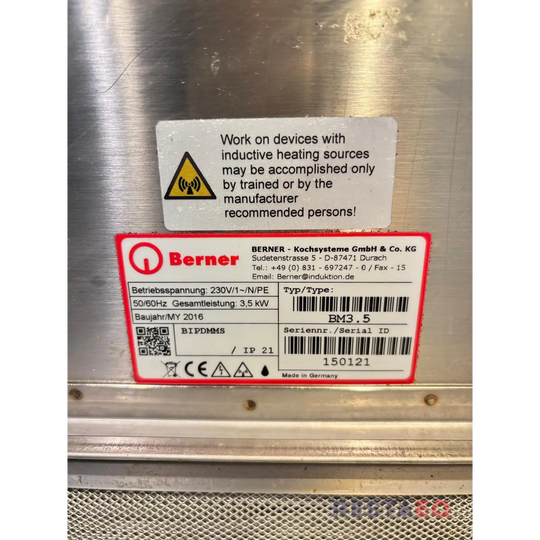 Work on devices with
inductive heating sources
may be accomplished only
by trained or by the
manufacturer
recommended persons!
Berner
BERNER - Kochsysteme GmbH & Co. KG
Sudetenstrasse 5 - D-87471 Durach
Tel.: +49 (0) 831 - 697247 - 0 / Fax - 15
Email: Berner@induktion.de
Betriebsspannung: 230V/1~/N/PE
50/60Hz Gesamtleistung: 3,5 kW
Baujahr/MY 2016
BIPDMMS
/ IP 21
Typ/Type:
BM3.5
Seriennr./Serial ID
150121
CE
Made in Germany
RESTAEQ